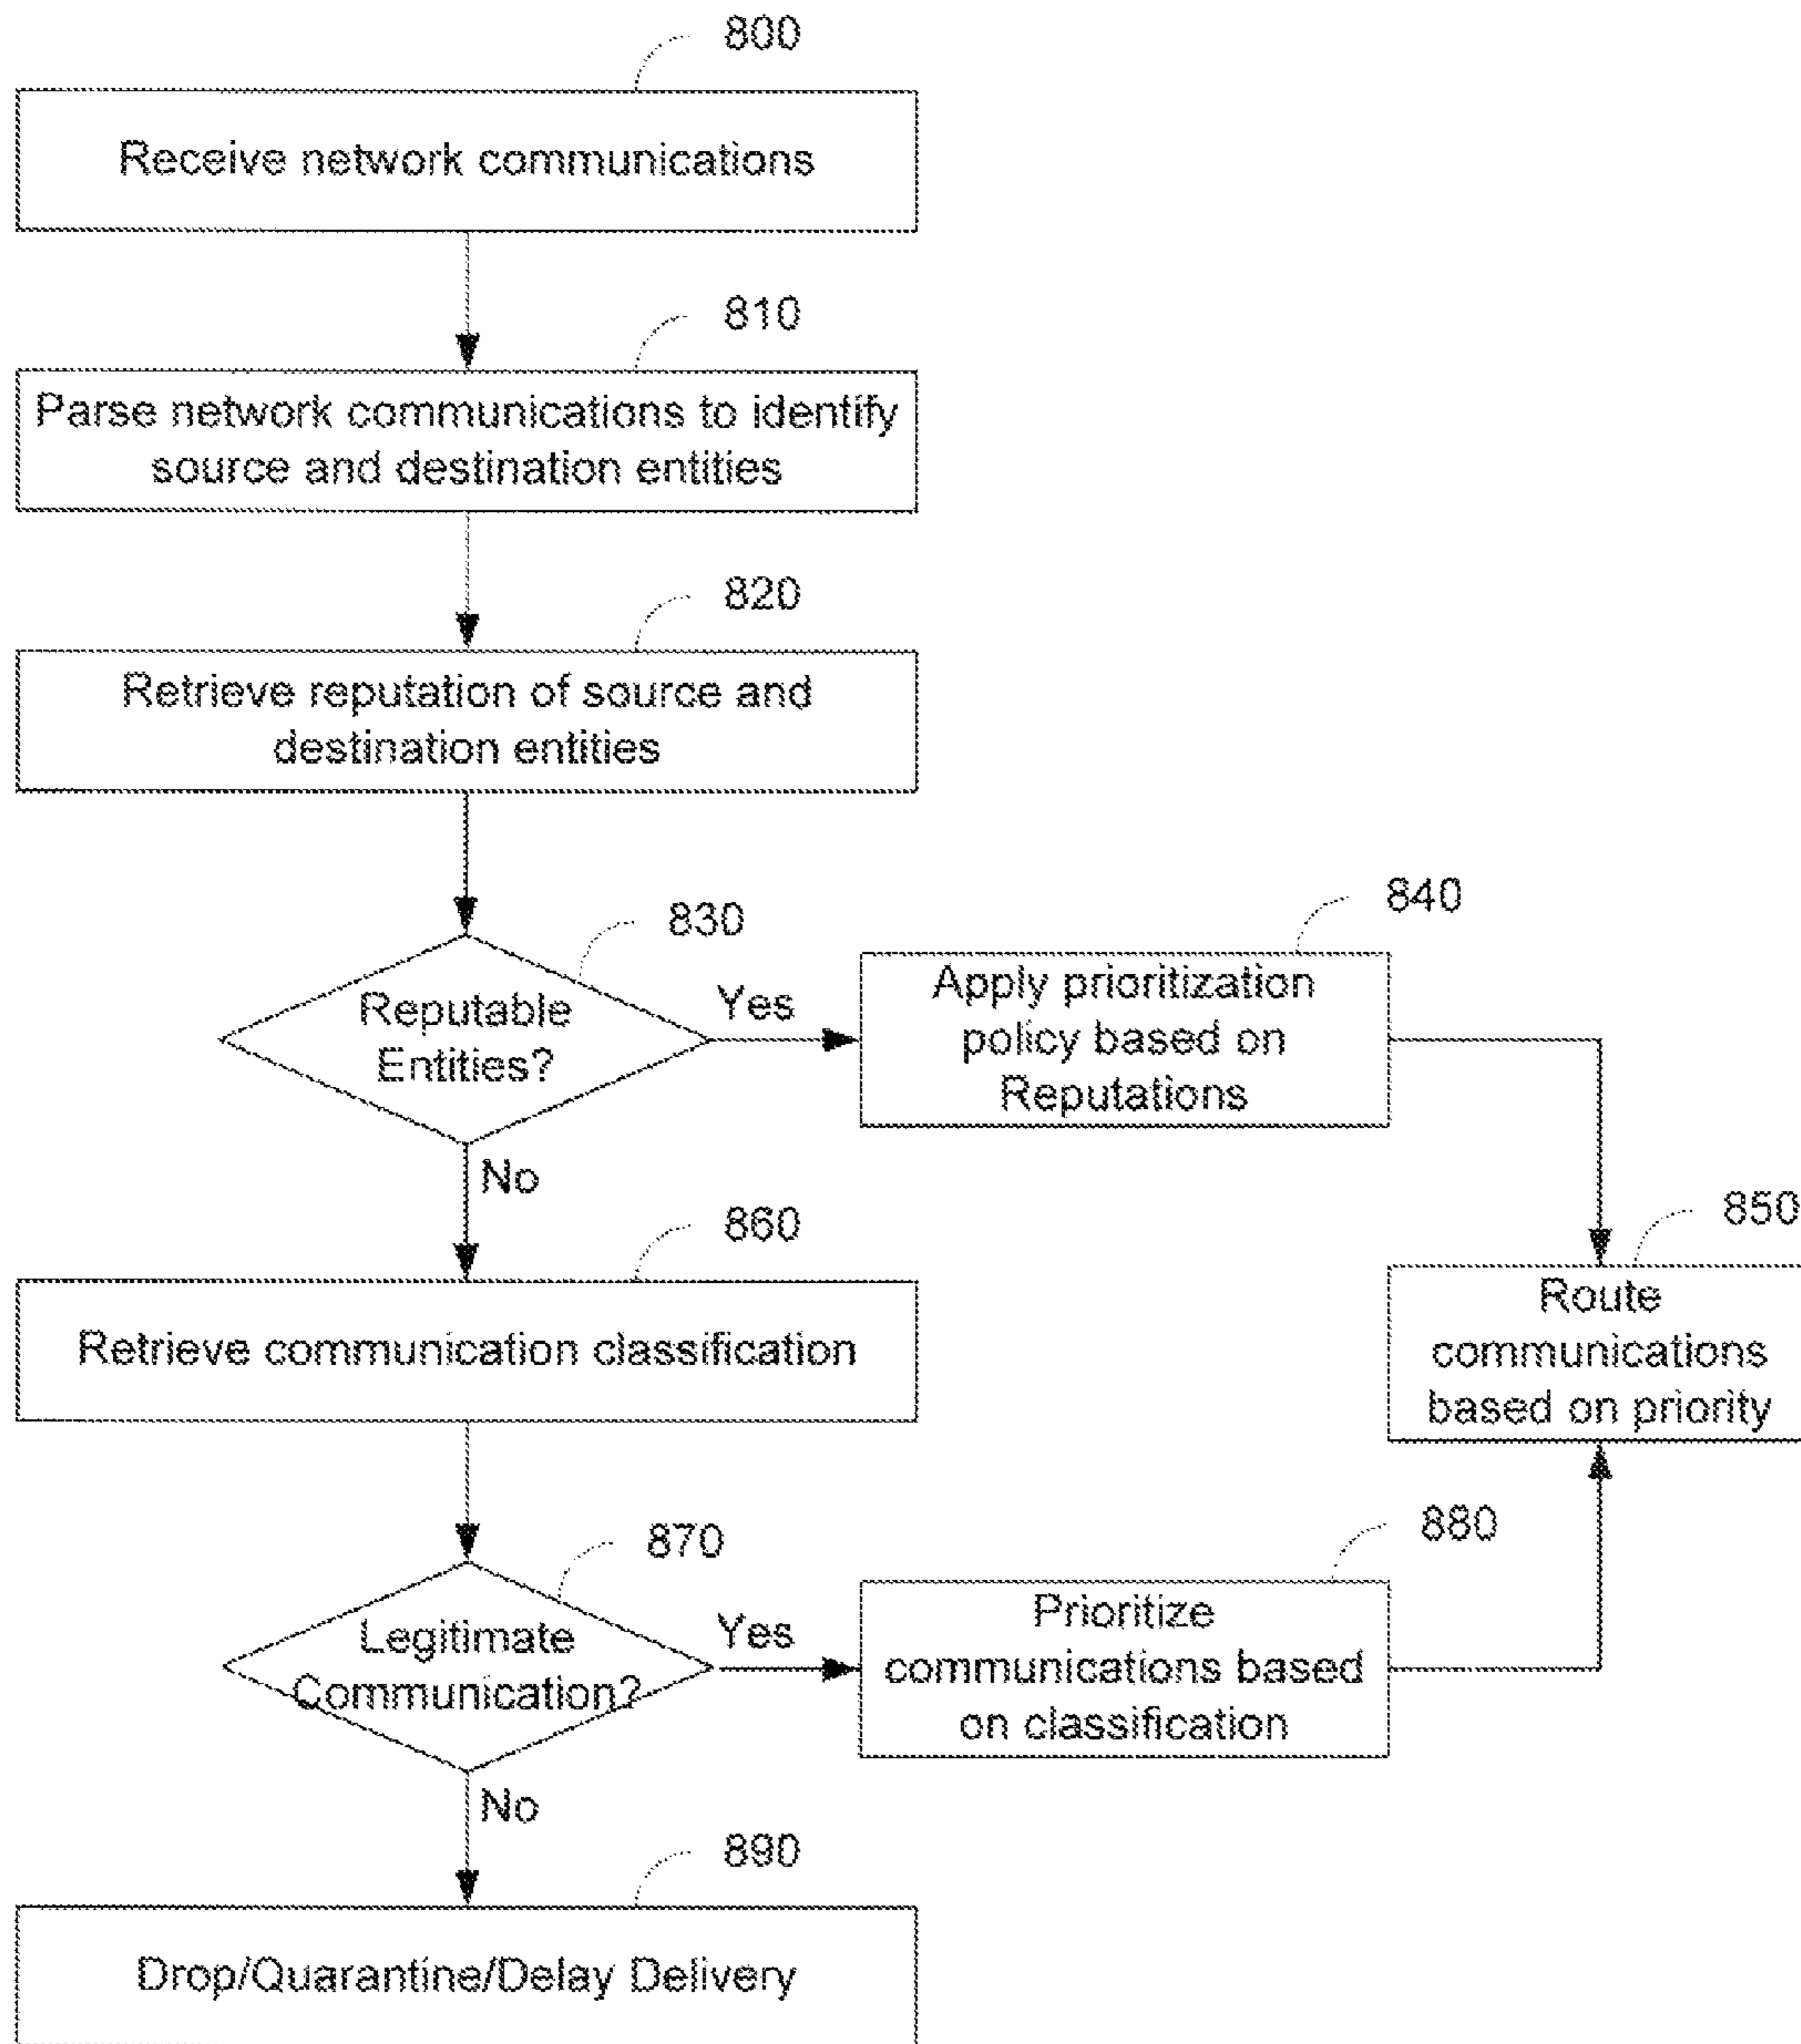 800
Receive network communications
810
Parse network communications to identify
source and destination entities
820
Retrieve reputation of source and
destination entities
830
Reputable
Entities?
Yes
840
Apply prioritization
policy based on
Reputations
No
850
Route
communications
based on priority
860
Retrieve communication classification
870
Legitimate
Communication?
Yes
880
Prioritize
communications based
on classification
No
890
Drop/Quarantine/Delay Delivery